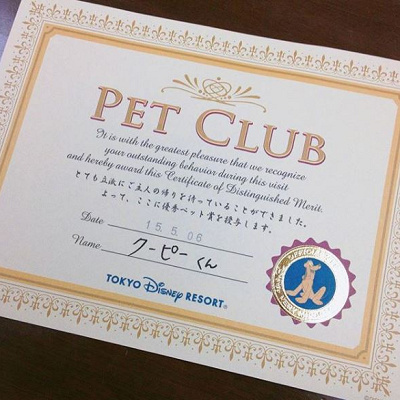 PET CLUB
It is with the greatest pleasure that we recognize
your outstanding behavior during this visit
and hereby award this Certificate of Distinguished Merit.
とても立派にご主人の帰りを待っていることができました。
よって、ここに優秀ペット賞を授与します。
Date 15.5.06
Name クーピーくん
TOKYO Disney RESORT®